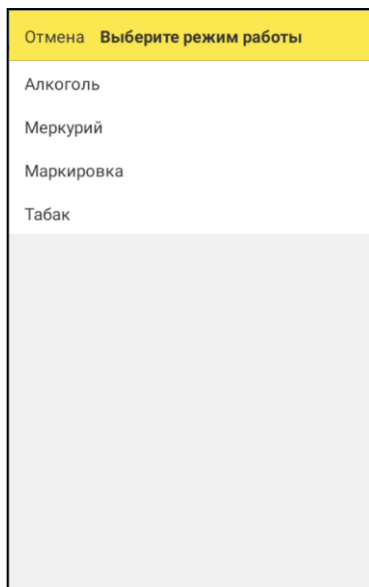 Отмена Выберите режим работы
Алкоголь
Меркурий
Маркировка
Табак